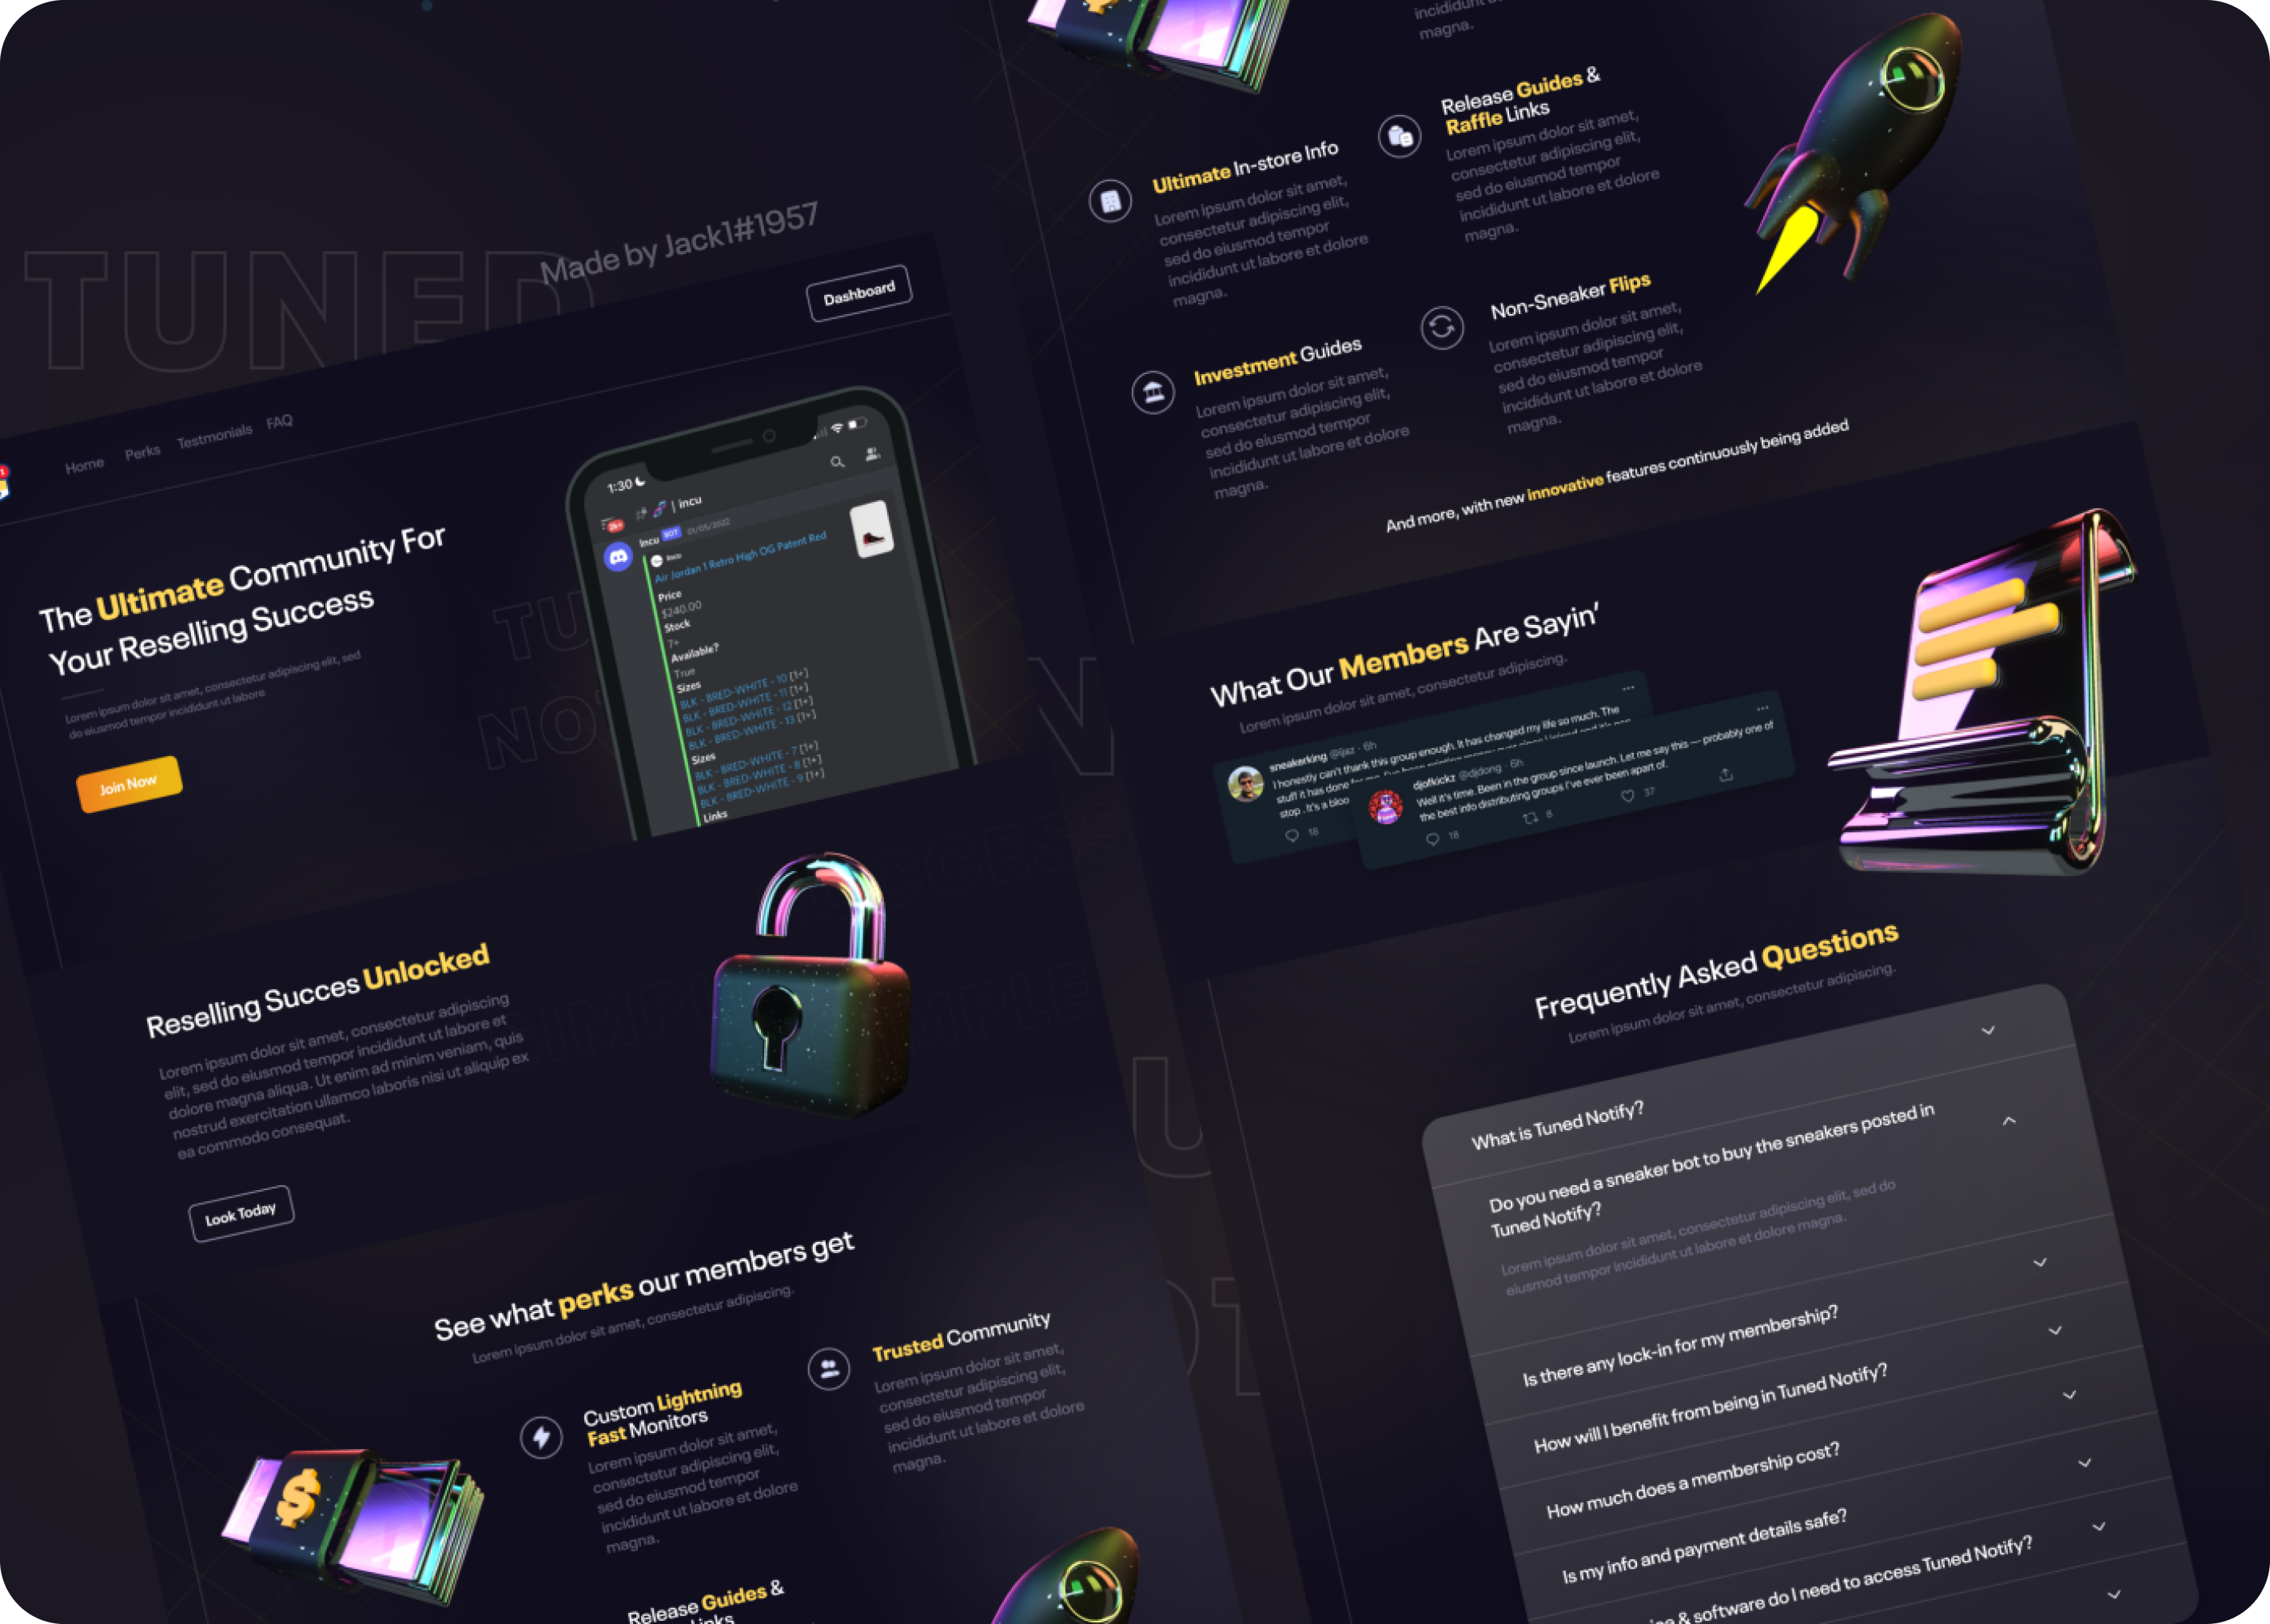 TUNED
Made by Jack1#1957
Dashboard
Home
Perks
Testmonials
FAQ
The Ultimate Community For
Your Reselling Success
Lorem ipsum dolor sit amet, consectetur adipiscing elit, sed
do eiusmod tempor incididunt ut labore
Join Now
TU
NO
1:30
| incu
Incu BOT 01/05/2022
Incu
Air Jordan 1 Retro High OG Patent Red
Price
$240.00
Stock
7+
Available?
True
Sizes
BLK - BRED-WHITE - 10 [1+]
BLK - BRED-WHITE - 11 [1+]
BLK - BRED-WHITE - 12 [1+]
BLK - BRED-WHITE - 13 [1+]
Sizes
BLK - BRED-WHITE - 7 [1+]
BLK - BRED-WHITE - 8 [1+]
BLK - BRED-WHITE - 9 [1+]
Links
Reselling Succes Unlocked
Lorem ipsum dolor sit amet, consectetur adipiscing
elit, sed do eiusmod tempor incididunt ut labore et
dolore magna aliqua. Ut enim ad minim veniam, quis
nostrud exercitation ullamco laboris nisi ut aliquip ex
ea commodo consequat.
Look Today
See what perks our members get
Lorem ipsum dolor sit amet, consectetur adipiscing.
Custom Lightning
Fast Monitors
Lorem ipsum dolor sit amet,
consectetur adipiscing elit,
sed do eiusmod tempor
incididunt ut labore et dolore
magna.
Trusted Community
Lorem ipsum dolor sit amet,
consectetur adipiscing elit,
sed do eiusmod tempor
incididunt ut labore et dolore
magna.
$
Release Guides &
Links
incididunt
magna.
Ultimate In-store Info
Lorem ipsum dolor sit amet,
consectetur adipiscing elit,
sed do eiusmod tempor
incididunt ut labore et dolore
magna.
Release Guides &
Raffle Links
Lorem ipsum dolor sit amet,
consectetur adipiscing elit,
sed do eiusmod tempor
incididunt ut labore et dolore
magna.
Investment Guides
Lorem ipsum dolor sit amet,
consectetur adipiscing elit,
sed do eiusmod tempor
incididunt ut labore et dolore
magna.
Non-Sneaker Flips
Lorem ipsum dolor sit amet,
consectetur adipiscing elit,
sed do eiusmod tempor
incididunt ut labore et dolore
magna.
And more, with new innovative features continuously being added
What Our Members Are Sayin'
Lorem ipsum dolor sit amet, consectetur adipiscing.
sneakerking @ijaz · 6h
I honestly can't thank this group enough. It has changed my life so much. The
stuff it has done
stop . It's a bloo
18
djofkickz @djdong · 6h
Well it's time. Been in the group since launch. Let me say this — probably one of
the best info distributing groups I've ever been apart of.
18
8
37
Frequently Asked Questions
Lorem ipsum dolor sit amet, consectetur adipiscing.
What is Tuned Notify?
Do you need a sneaker bot to buy the sneakers posted in
Tuned Notify?
Lorem ipsum dolor sit amet, consectetur adipiscing elit, sed do
eiusmod tempor incididunt ut labore et dolore magna.
Is there any lock-in for my membership?
How will I benefit from being in Tuned Notify?
How much does a membership cost?
Is my info and payment details safe?
& software do I need to access Tuned Notify?